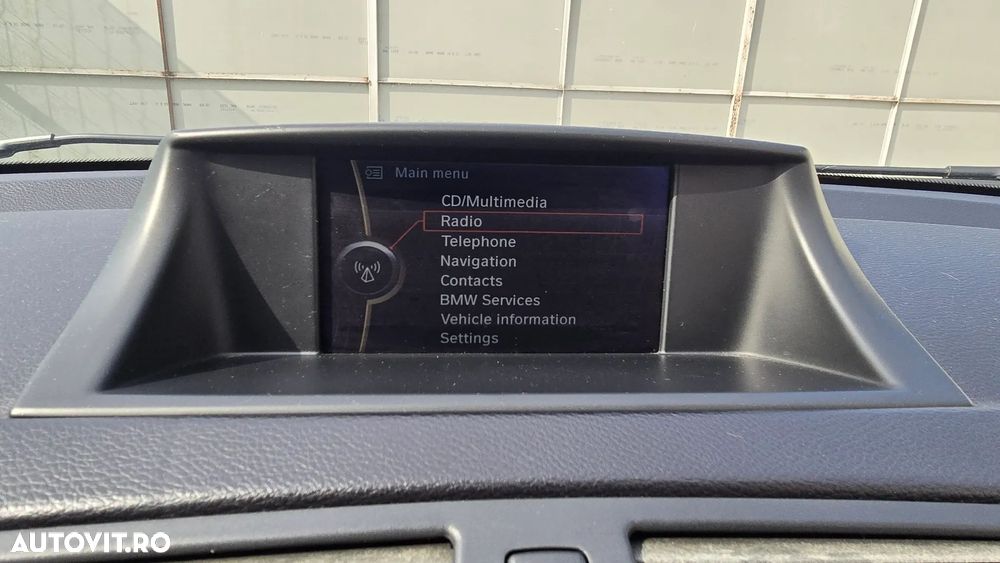 Main menu
CD/Multimedia
Radio
Telephone
Navigation
Contacts
BMW Services
Vehicle information
Settings
AUTOVIT.RO